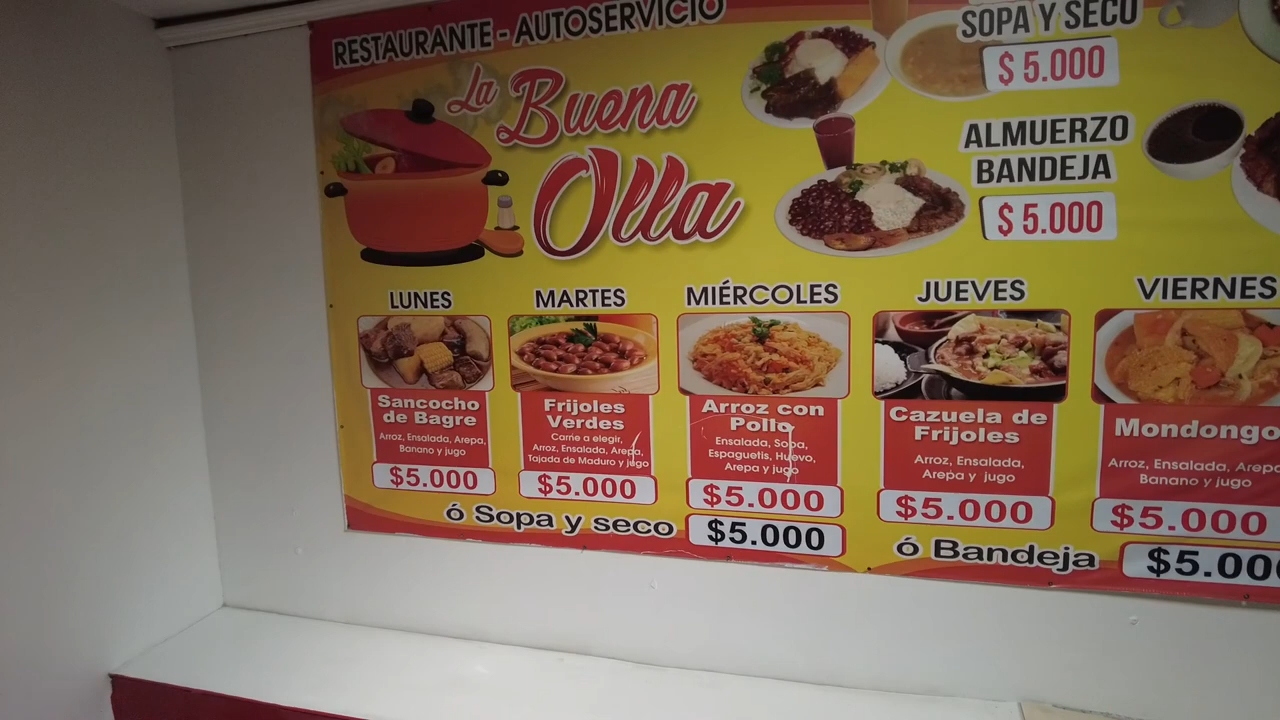 RESTAURANTE - AUTOSERVICIO
La Buena
Olla
SOPA Y SECO
$ 5.000
ALMUERZO
BANDEJA
$ 5.000
LUNES
Sancocho
de Bagre
Arroz, Ensalada, Arepa,
Banano y jugo
$5.000
MARTES
Frijoles
Verdes
Carne a elegir,
Arroz, Ensalada, Arepa,
Tajada de Maduro y jugo
$5.000
MIÉRCOLES
Arroz con
Pollo
Ensalada, Sopa,
Espaguetis, Huevo,
Arepa y jugo
$5.000
JUEVES
Cazuela de
Frijoles
Arroz, Ensalada,
Arepa y jugo
$5.000
VIERNES
Mondongo
Arroz, Ensalada, Arepa
Banano y jugo
$5.000
ó Sopa y seco $5.000
ó Bandeja $5.000